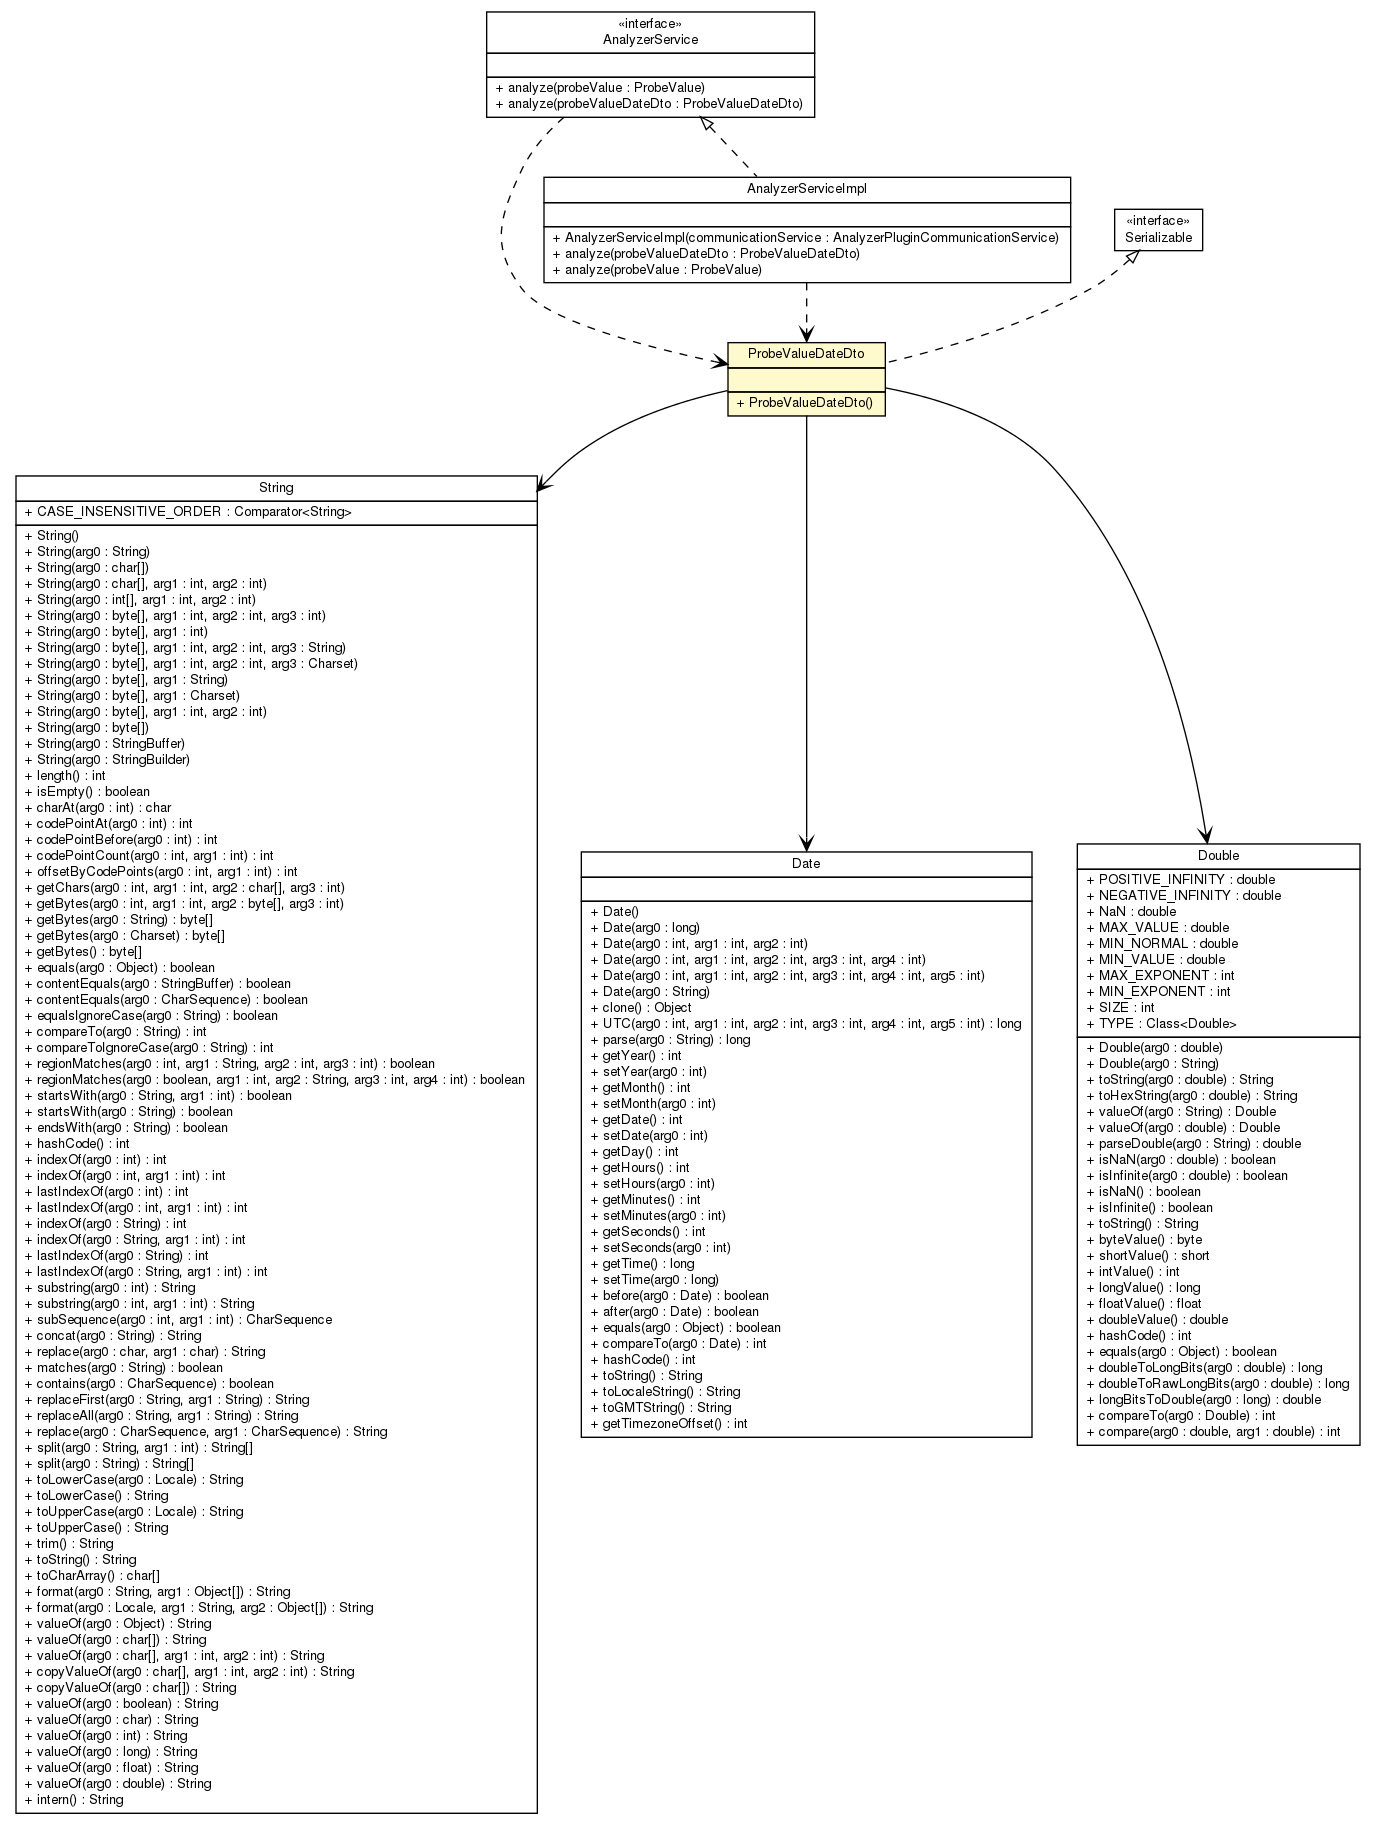 «interface»
AnalyzerService
+ analyze(probeValue : ProbeValue)
+ analyze(probeValueDateDto : ProbeValueDateDto)
AnalyzerServiceImpl
+ AnalyzerServiceImpl(communicationService : AnalyzerPluginCommunicationService)
+ analyze(probeValueDateDto : ProbeValueDateDto)
+ analyze(probeValue : ProbeValue)
«interface»
Serializable
ProbeValueDateDto
+ ProbeValueDateDto()
String
+ CASE_INSENSITIVE_ORDER : Comparator<String>
+ String()
+ String(arg0 : String)
+ String(arg0 : char[])
+ String(arg0 : char[], arg1 : int, arg2 : int)
+ String(arg0 : int[], arg1 : int, arg2 : int)
+ String(arg0 : byte[], arg1 : int, arg2 : int, arg3 : int)
+ String(arg0 : byte[], arg1 : int)
+ String(arg0 : byte[], arg1 : int, arg2 : int, arg3 : String)
+ String(arg0 : byte[], arg1 : int, arg2 : int, arg3 : Charset)
+ String(arg0 : byte[], arg1 : String)
+ String(arg0 : byte[], arg1 : Charset)
+ String(arg0 : byte[], arg1 : int, arg2 : int)
+ String(arg0 : byte[])
+ String(arg0 : StringBuffer)
+ String(arg0 : StringBuilder)
+ length() : int
+ isEmpty() : boolean
+ charAt(arg0 : int) : char
+ codePointAt(arg0 : int) : int
+ codePointBefore(arg0 : int) : int
+ codePointCount(arg0 : int, arg1 : int) : int
+ offsetByCodePoints(arg0 : int, arg1 : int) : int
+ getChars(arg0 : int, arg1 : int, arg2 : char[], arg3 : int)
+ getBytes(arg0 : int, arg1 : int, arg2 : byte[], arg3 : int)
+ getBytes(arg0 : String) : byte[]
+ getBytes(arg0 : Charset) : byte[]
+ getBytes() : byte[]
+ equals(arg0 : Object) : boolean
+ contentEquals(arg0 : StringBuffer) : boolean
+ contentEquals(arg0 : CharSequence) : boolean
+ equalsIgnoreCase(arg0 : String) : boolean
+ compareTo(arg0 : String) : int
+ compareToIgnoreCase(arg0 : String) : int
+ regionMatches(arg0 : int, arg1 : String, arg2 : int, arg3 : int) : boolean
+ regionMatches(arg0 : boolean, arg1 : int, arg2 : String, arg3 : int, arg4 : int) : boolean
+ startsWith(arg0 : String, arg1 : int) : boolean
+ startsWith(arg0 : String) : boolean
+ endsWith(arg0 : String) : boolean
+ hashCode() : int
+ indexOf(arg0 : int) : int
+ indexOf(arg0 : int, arg1 : int) : int
+ lastIndexOf(arg0 : int) : int
+ lastIndexOf(arg0 : int, arg1 : int) : int
+ indexOf(arg0 : String) : int
+ indexOf(arg0 : String, arg1 : int) : int
+ lastIndexOf(arg0 : String) : int
+ lastIndexOf(arg0 : String, arg1 : int) : int
+ substring(arg0 : int) : String
+ substring(arg0 : int, arg1 : int) : String
+ subSequence(arg0 : int, arg1 : int) : CharSequence
+ concat(arg0 : String) : String
+ replace(arg0 : char, arg1 : char) : String
+ matches(arg0 : String) : boolean
+ contains(arg0 : CharSequence) : boolean
+ replaceFirst(arg0 : String, arg1 : String) : String
+ replaceAll(arg0 : String, arg1 : String) : String
+ replace(arg0 : CharSequence, arg1 : CharSequence) : String
+ split(arg0 : String, arg1 : int) : String[]
+ split(arg0 : String) : String[]
+ toLowerCase(arg0 : Locale) : String
+ toLowerCase() : String
+ toUpperCase(arg0 : Locale) : String
+ toUpperCase() : String
+ trim() : String
+ toString() : String
+ toCharArray() : char[]
+ format(arg0 : String, arg1 : Object[]) : String
+ format(arg0 : Locale, arg1 : String, arg2 : Object[]) : String
+ valueOf(arg0 : Object) : String
+ valueOf(arg0 : char[]) : String
+ valueOf(arg0 : char[], arg1 : int, arg2 : int) : String
+ copyValueOf(arg0 : char[], arg1 : int, arg2 : int) : String
+ copyValueOf(arg0 : char[]) : String
+ valueOf(arg0 : boolean) : String
+ valueOf(arg0 : char) : String
+ valueOf(arg0 : int) : String
+ valueOf(arg0 : long) : String
+ valueOf(arg0 : float) : String
+ valueOf(arg0 : double) : String
+ intern() : String
Date
+ Date()
+ Date(arg0 : long)
+ Date(arg0 : int, arg1 : int, arg2 : int)
+ Date(arg0 : int, arg1 : int, arg2 : int, arg3 : int, arg4 : int)
+ Date(arg0 : int, arg1 : int, arg2 : int, arg3 : int, arg4 : int, arg5 : int)
+ Date(arg0 : String)
+ clone() : Object
+ UTC(arg0 : int, arg1 : int, arg2 : int, arg3 : int, arg4 : int, arg5 : int) : long
+ parse(arg0 : String) : long
+ getYear() : int
+ setYear(arg0 : int)
+ getMonth() : int
+ setMonth(arg0 : int)
+ getDate() : int
+ setDate(arg0 : int)
+ getDay() : int
+ getHours() : int
+ setHours(arg0 : int)
+ getMinutes() : int
+ setMinutes(arg0 : int)
+ getSeconds() : int
+ setSeconds(arg0 : int)
+ getTime() : long
+ setTime(arg0 : long)
+ before(arg0 : Date) : boolean
+ after(arg0 : Date) : boolean
+ equals(arg0 : Object) : boolean
+ compareTo(arg0 : Date) : int
+ hashCode() : int
+ toString() : String
+ toLocaleString() : String
+ toGMTString() : String
+ getTimezoneOffset() : int
Double
+ POSITIVE_INFINITY : double
+ NEGATIVE_INFINITY : double
+ NaN : double
+ MAX_VALUE : double
+ MIN_NORMAL : double
+ MIN_VALUE : double
+ MAX_EXPONENT : int
+ MIN_EXPONENT : int
+ SIZE : int
+ TYPE : Class<Double>
+ Double(arg0 : double)
+ Double(arg0 : String)
+ toString(arg0 : double) : String
+ toHexString(arg0 : double) : String
+ valueOf(arg0 : String) : Double
+ valueOf(arg0 : double) : Double
+ parseDouble(arg0 : String) : double
+ isNaN(arg0 : double) : boolean
+ isInfinite(arg0 : double) : boolean
+ isNaN() : boolean
+ isInfinite() : boolean
+ toString() : String
+ byteValue() : byte
+ shortValue() : short
+ intValue() : int
+ longValue() : long
+ floatValue() : float
+ doubleValue() : double
+ hashCode() : int
+ equals(arg0 : Object) : boolean
+ doubleToLongBits(arg0 : double) : long
+ doubleToRawLongBits(arg0 : double) : long
+ longBitsToDouble(arg0 : long) : double
+ compareTo(arg0 : Double) : int
+ compare(arg0 : double, arg1 : double) : int